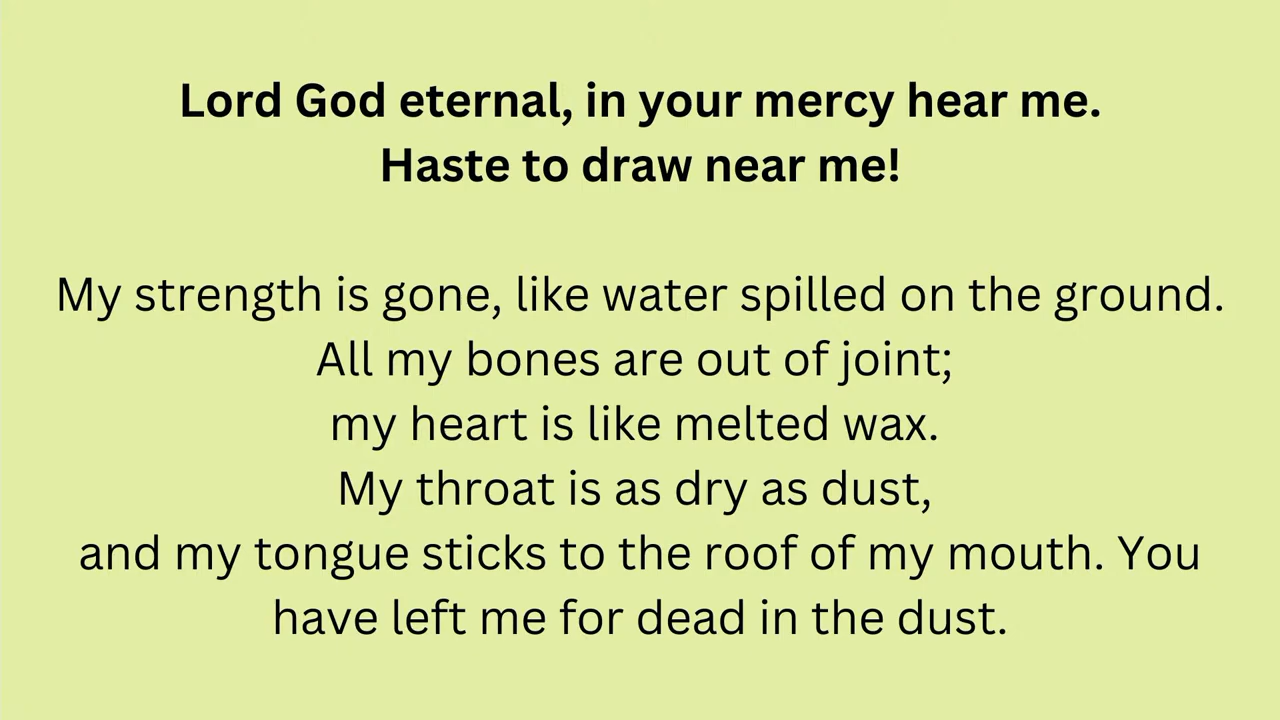 Lord God eternal, in your mercy hear me.
Haste to draw near me!
My strength is gone, like water spilled on the ground.
All my bones are out of joint;
my heart is like melted wax.
My throat is as dry as dust,
and my tongue sticks to the roof of my mouth. You
have left me for dead in the dust.